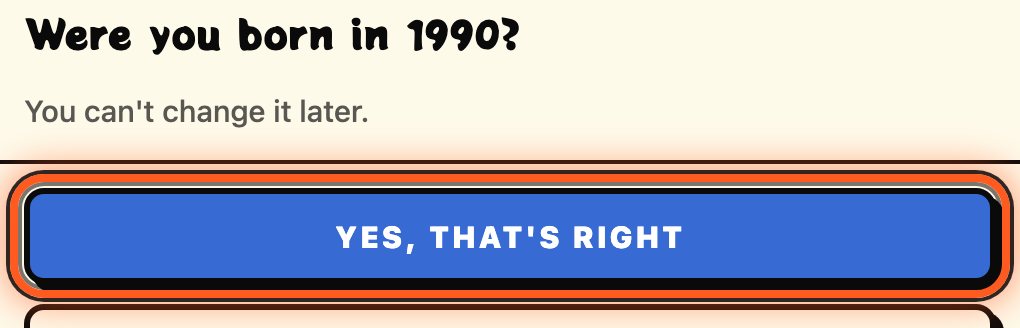 Were you born in 1990?
You can't change it later.
YES, THAT'S RIGHT